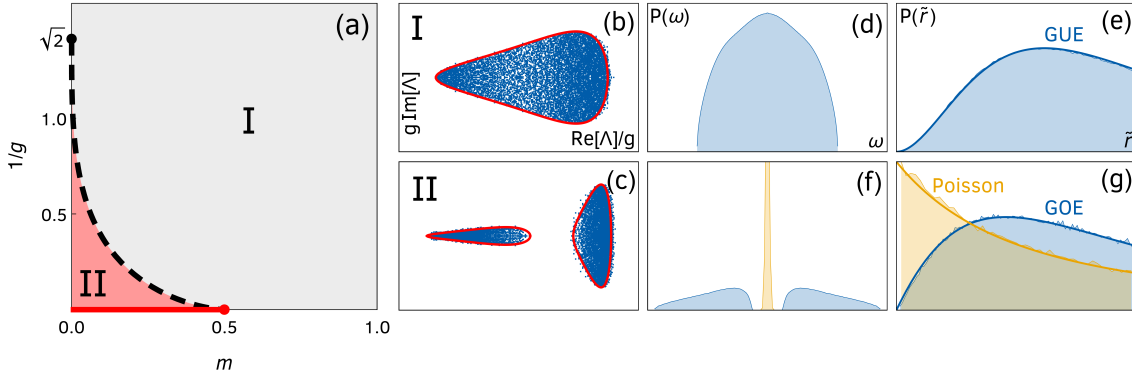 (a)
√2
1.0
0.5
1/g
I
II
0.0
0.5
1.0
m
I
(b)
g Im[Λ]
Re[Λ]/g
II
(c)
P(ω)
(d)
ω
(f)
P(r̃)
(e)
GUE
r̃
(g)
Poisson
GOE